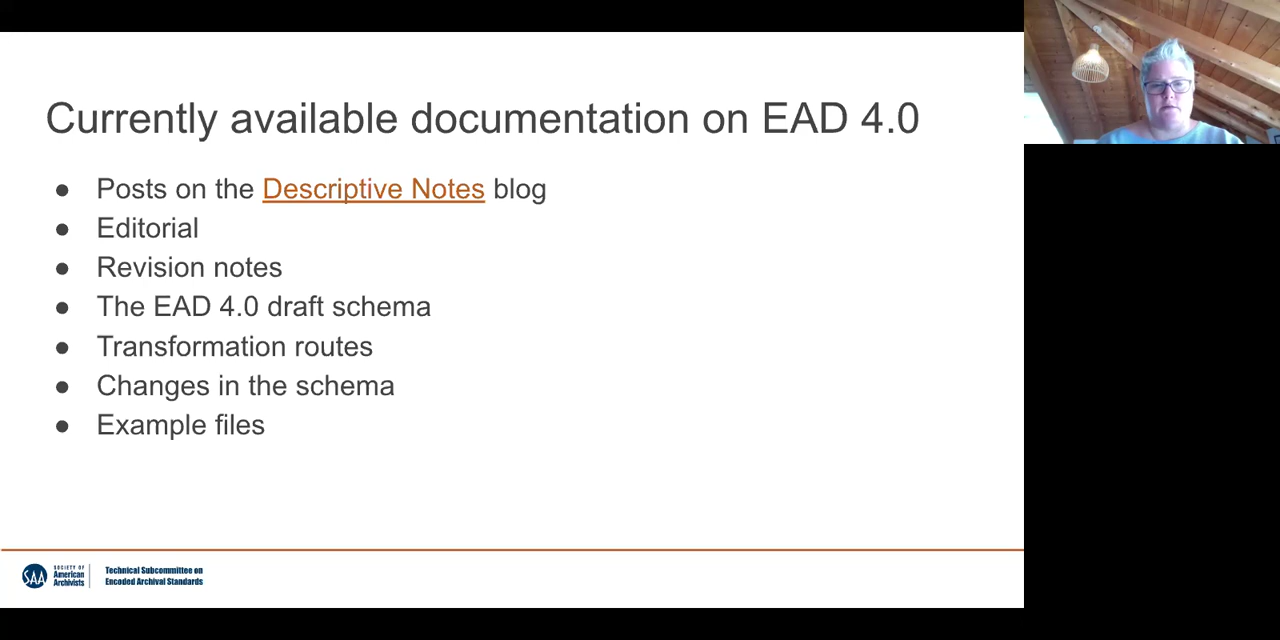 Currently available documentation on EAD 4.0
● Posts on the Descriptive Notes blog
● Editorial
● Revision notes
● The EAD 4.0 draft schema
● Transformation routes
● Changes in the schema
● Example files
SAA
SOCIETY OF
American
Archivists
Technical Subcommittee on
Encoded Archival Standards